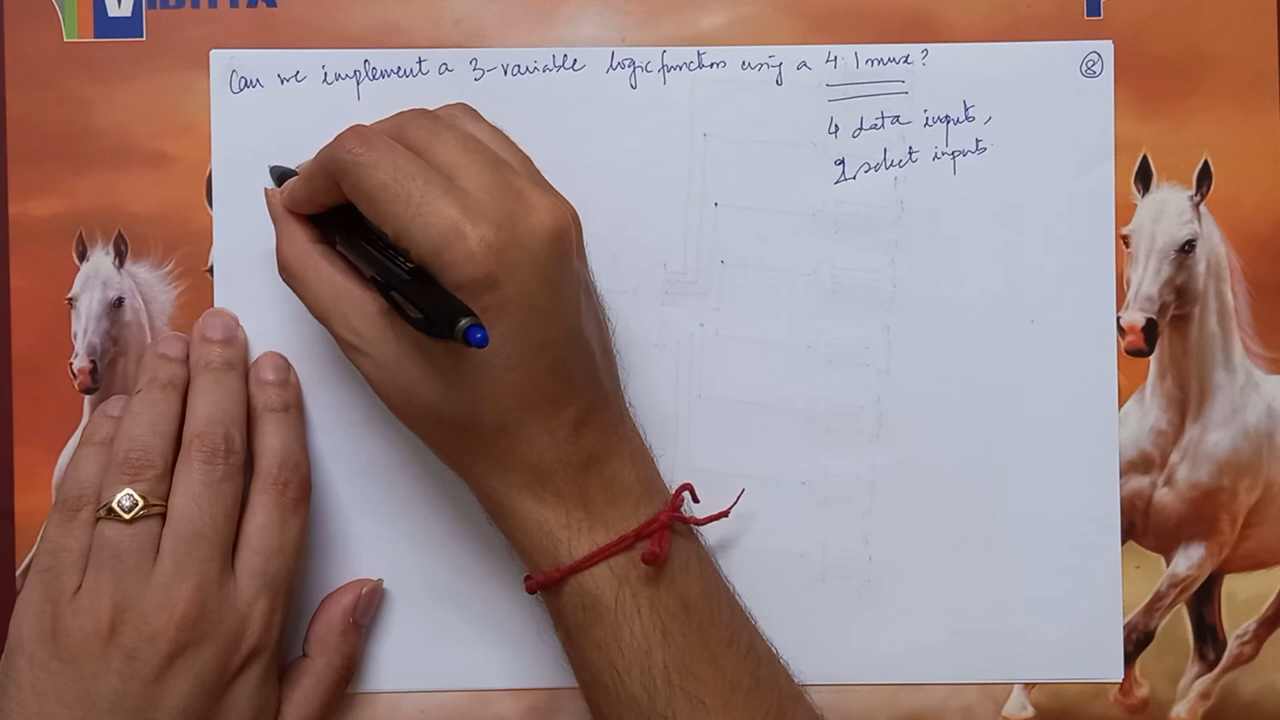 Can we implement a 3-variable logic function using a 4:1 mux?
8
4 data inputs,
2 select inputs